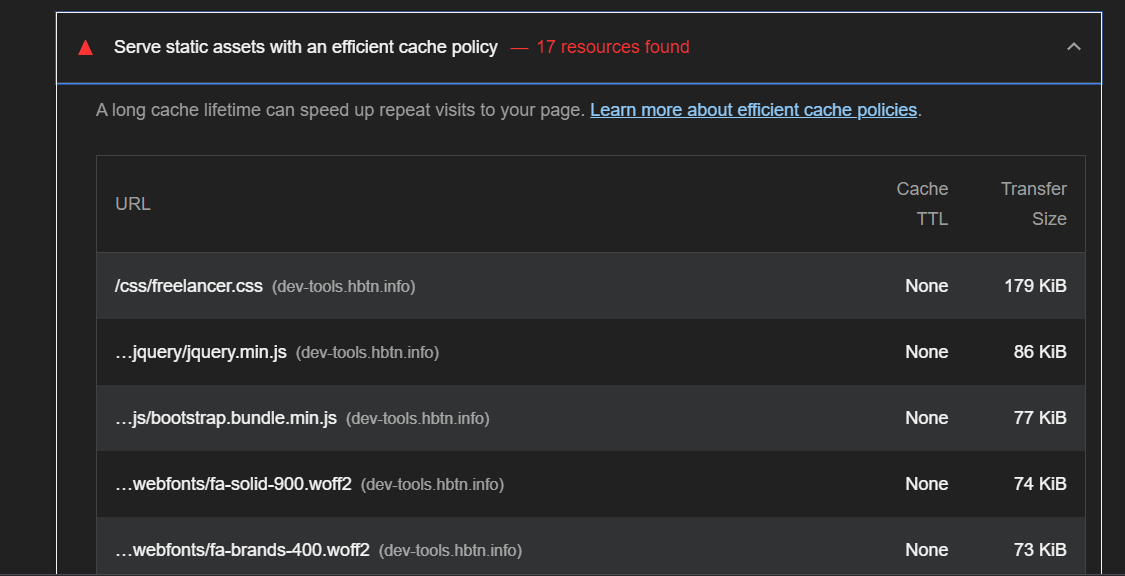 Serve static assets with an efficient cache policy — 17 resources found
A long cache lifetime can speed up repeat visits to your page. Learn more about efficient cache policies.
URL Cache TTL Transfer Size
/css/freelancer.css (dev-tools.hbtn.info) None 179 KiB
…jquery/jquery.min.js (dev-tools.hbtn.info) None 86 KiB
…js/bootstrap.bundle.min.js (dev-tools.hbtn.info) None 77 KiB
…webfonts/fa-solid-900.woff2 (dev-tools.hbtn.info) None 74 KiB
…webfonts/fa-brands-400.woff2 (dev-tools.hbtn.info) None 73 KiB